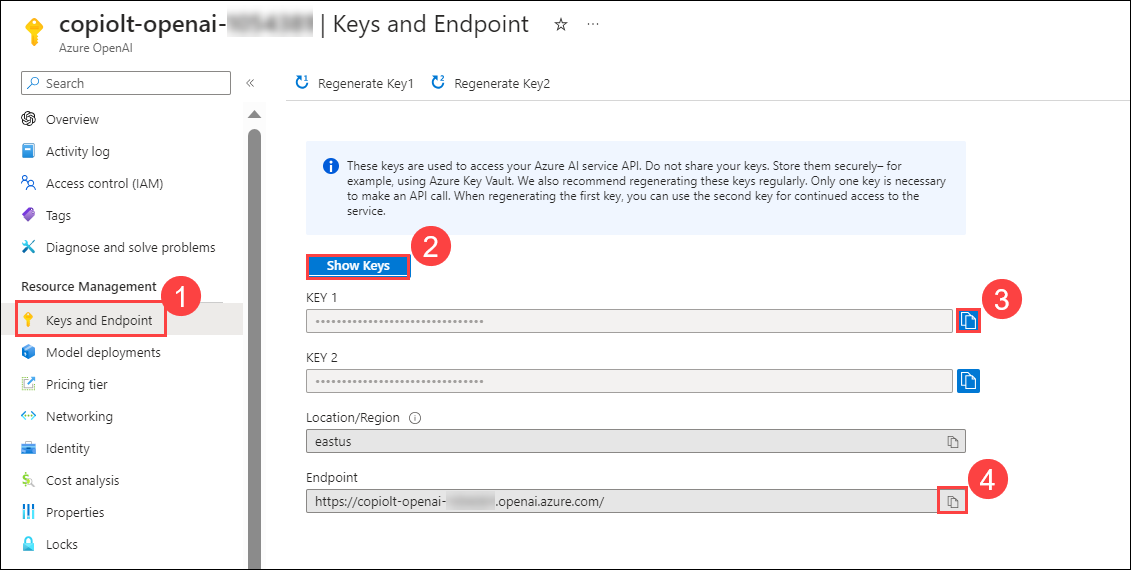 copiolt-openai- | Keys and Endpoint
Azure OpenAI
Search
Overview
Activity log
Access control (IAM)
Tags
Diagnose and solve problems
Resource Management
1
Keys and Endpoint
Model deployments
Pricing tier
Networking
Identity
Cost analysis
Properties
Locks
1 Regenerate Key1
2 Regenerate Key2
These keys are used to access your Azure AI service API. Do not share your keys. Store them securely– for
example, using Azure Key Vault. We also recommend regenerating these keys regularly. Only one key is necessary
to make an API call. When regenerating the first key, you can use the second key for continued access to the
service.
Show Keys
2
KEY 1
3
KEY 2
Location/Region
eastus
Endpoint
https://copiolt-openai-.openai.azure.com/
4